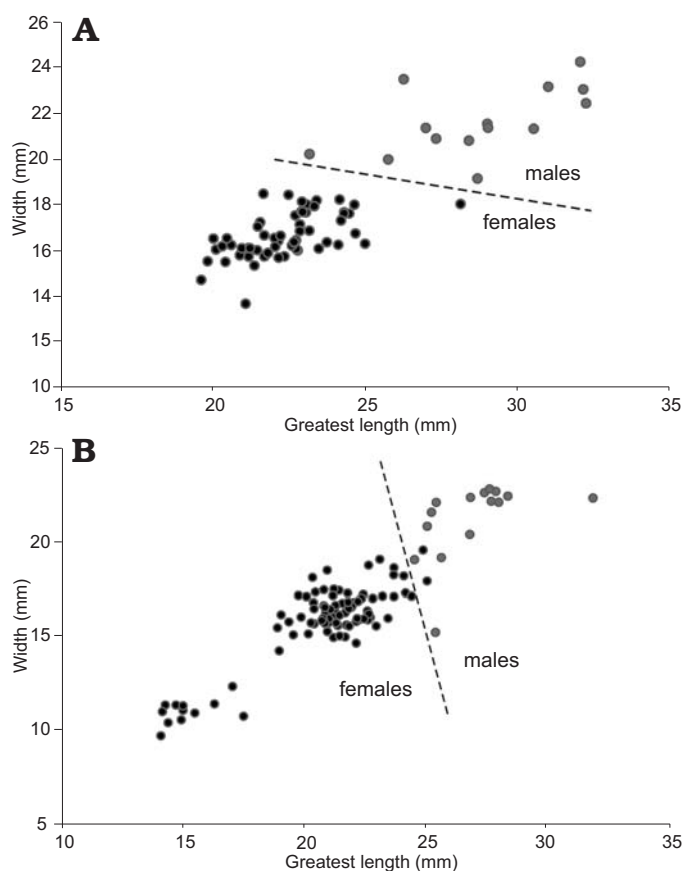 A
26
24
22
20
18
16
14
15
10
Width (mm)
males
females
15 20 25 30 35
Greatest length (mm)
B
25
20
15
10
5
Width (mm)
females
males
10 15 20 25 30 35
Greatest length (mm)